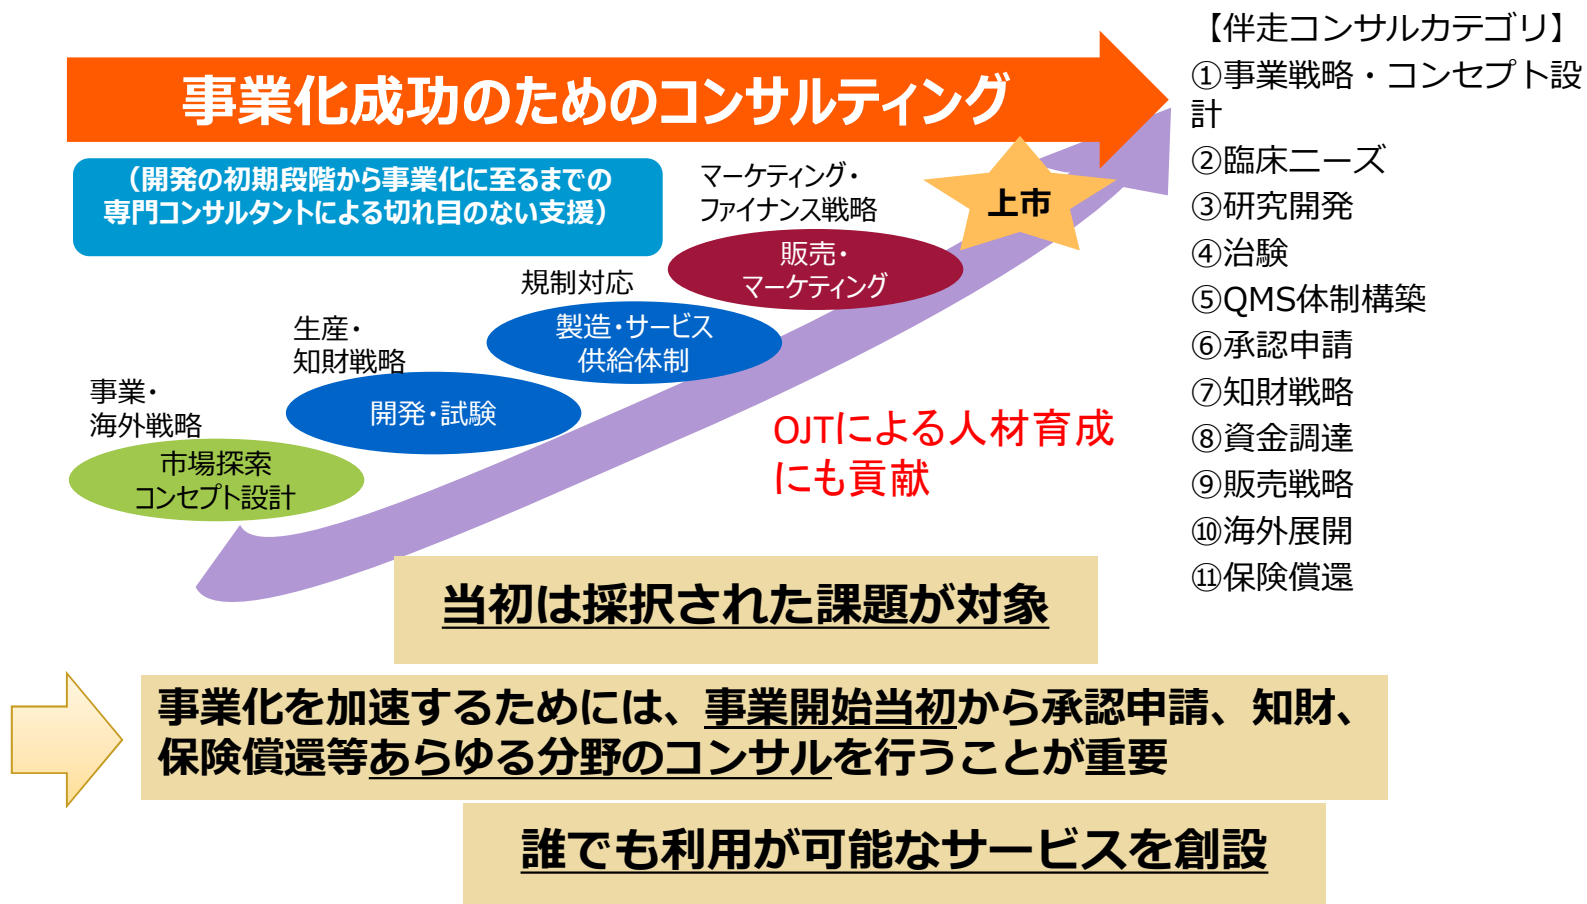 事業化成功のためのコンサルティング
（開発の初期段階から事業化に至るまでの
専門コンサルタントによる切れ目のない支援）
マーケティング・
ファイナンス戦略
上市
販売・
マーケティング
規制対応
製造・サービス
供給体制
生産・
知財戦略
開発・試験
事業・
海外戦略
市場探索
コンセプト設計
OJTによる人材育成
にも貢献
【伴走コンサルカテゴリ】
①事業戦略・コンセプト設
計
②臨床ニーズ
③研究開発
④治験
⑤QMS体制構築
⑥承認申請
⑦知財戦略
⑧資金調達
⑨販売戦略
⑩海外展開
⑪保険償還
当初は採択された課題が対象
事業化を加速するためには、事業開始当初から承認申請、知財、
保険償還等あらゆる分野のコンサルを行うことが重要
誰でも利用が可能なサービスを創設